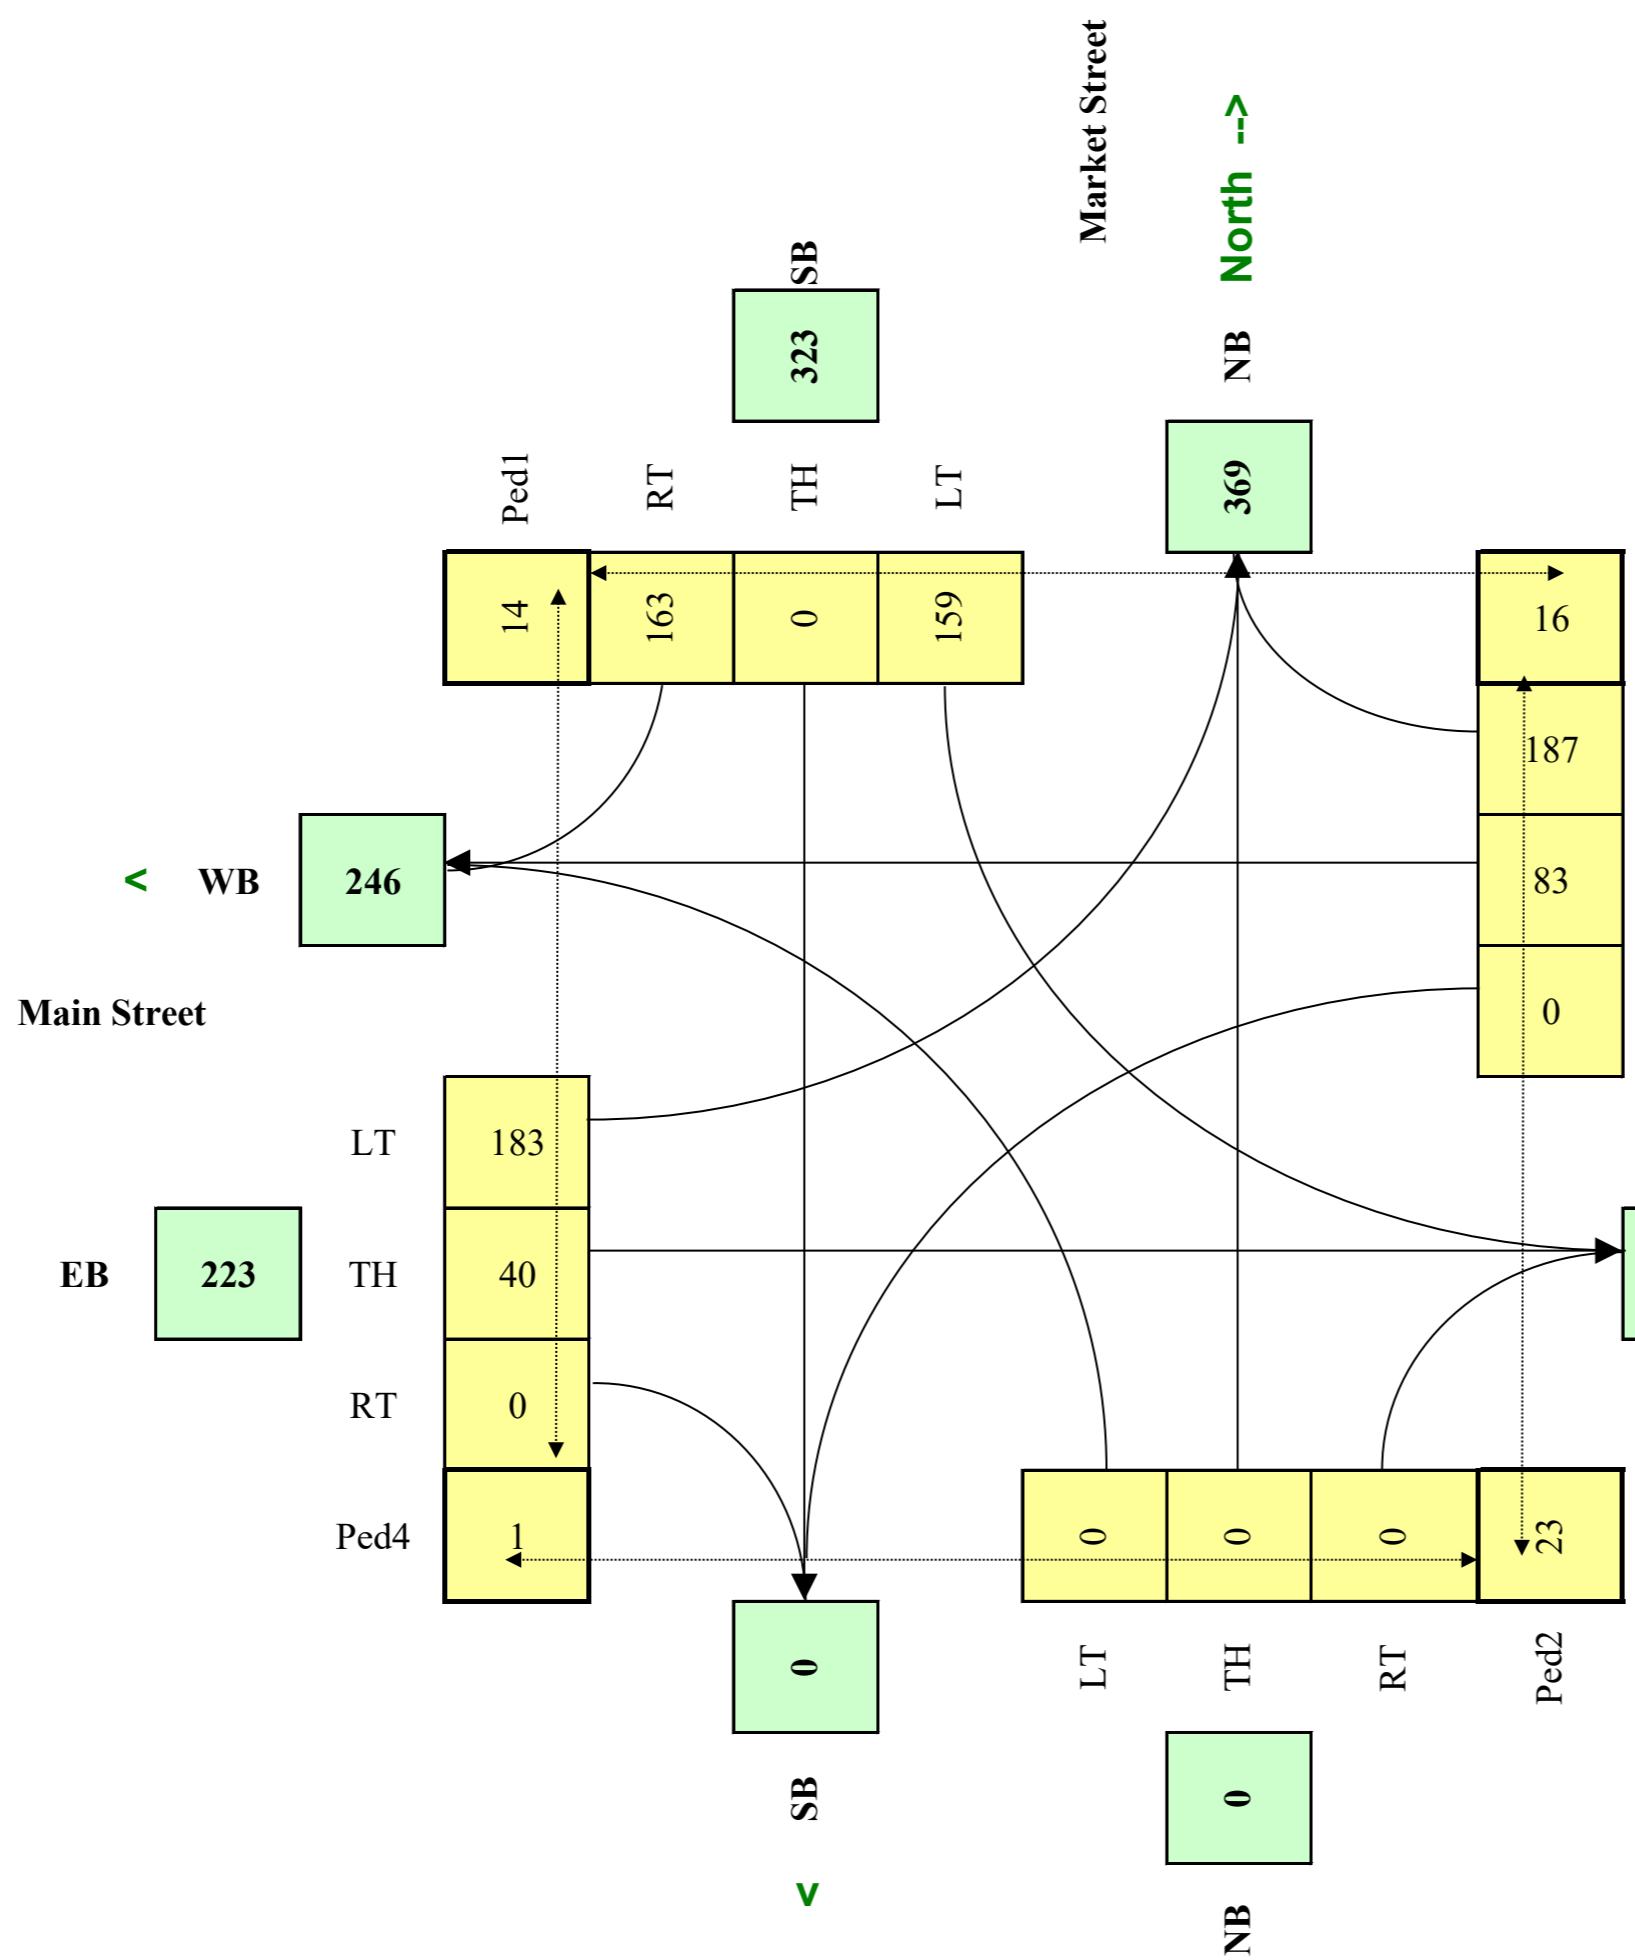 Market Street
North -->
SB
323
NB
369
Ped1
RT
TH
LT
14
163
0
159
16
187
83
0
<
WB
246
Main Street
LT
183
EB
223
TH
40
RT
0
Ped4
1
0
0
0
23
LT
TH
RT
Ped2
0
SB
<
0
NB